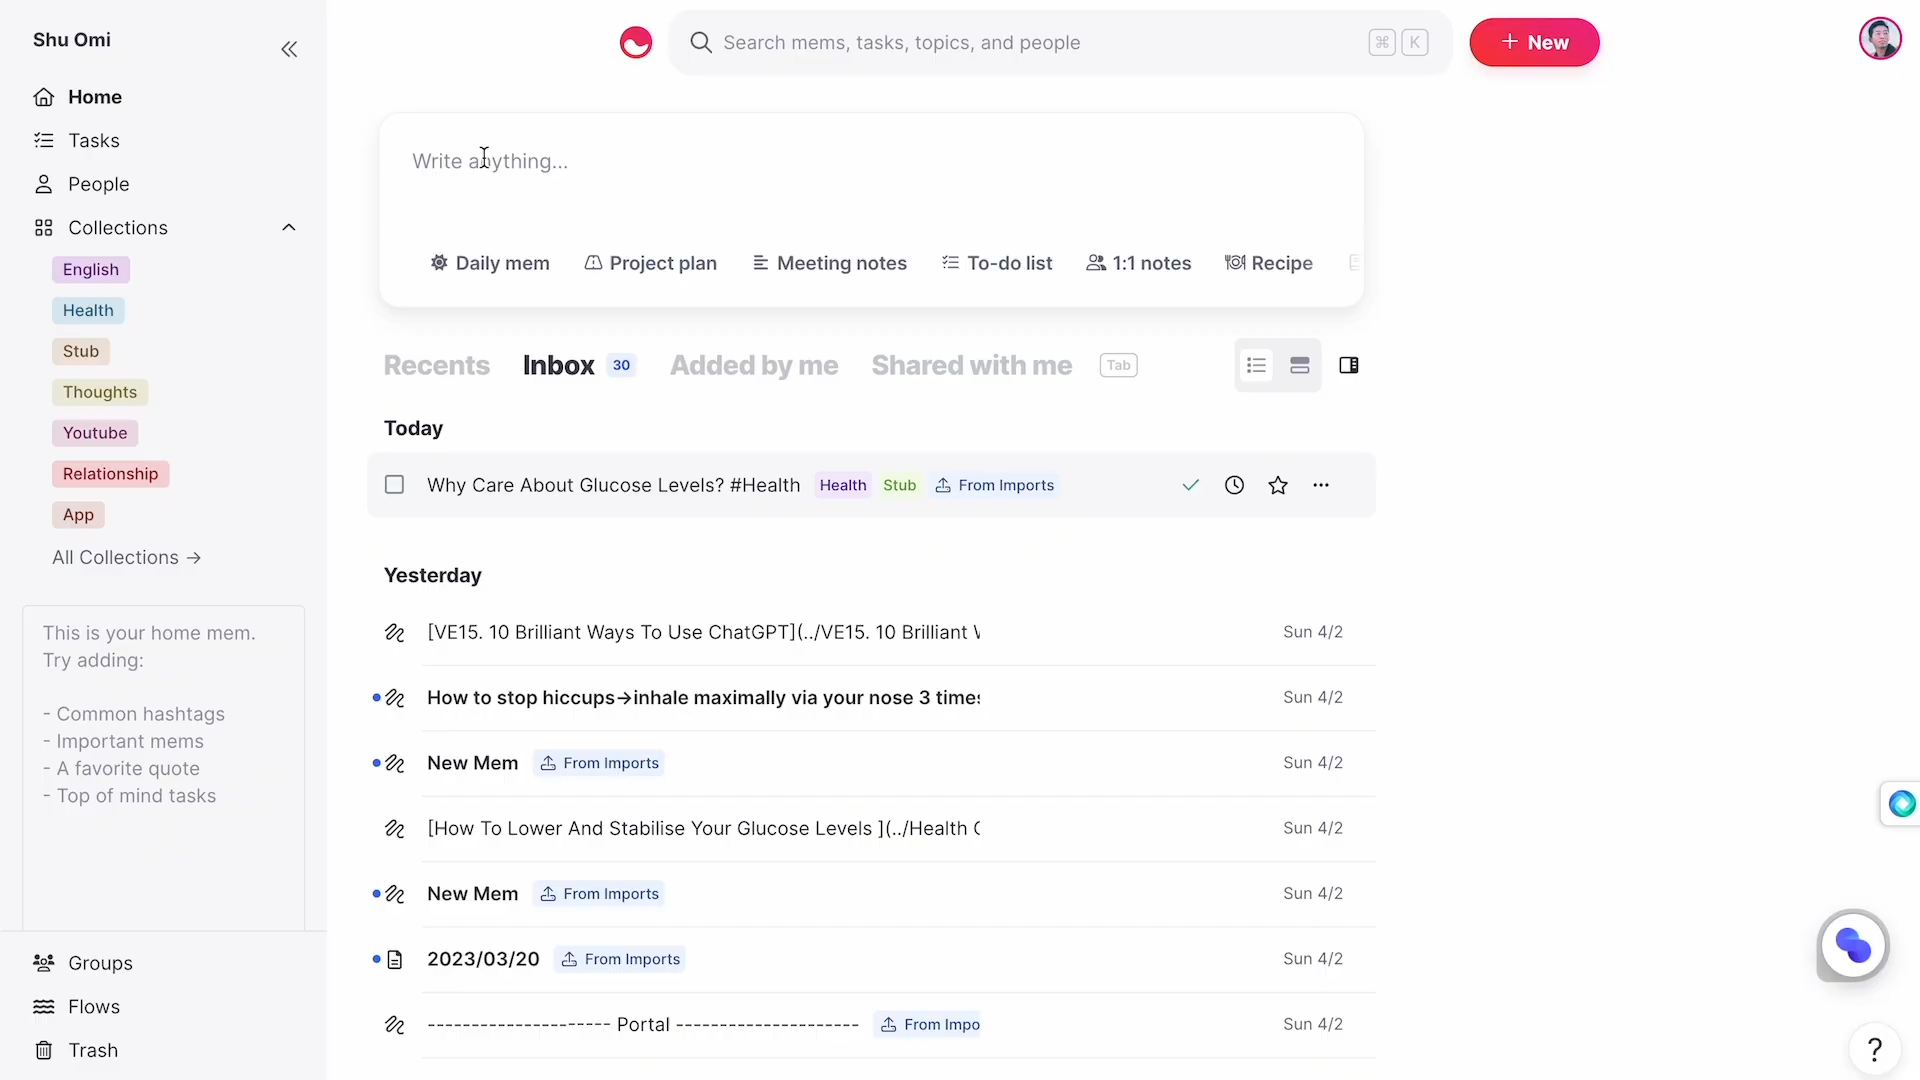 Shu Omi
Search mems, tasks, topics, and people
⌘ K
+ New
Home
Tasks
People
Collections
English
Health
Stub
Thoughts
Youtube
Relationship
App
All Collections →
This is your home mem.
Try adding:
- Common hashtags
- Important mems
- A favorite quote
- Top of mind tasks
Groups
Flows
Trash
Write anything...
Daily mem Project plan Meeting notes To-do list 1:1 notes Recipe
Recents Inbox 30 Added by me Shared with me Tab
Today
Why Care About Glucose Levels? #Health Health Stub From Imports
Yesterday
[VE15. 10 Brilliant Ways To Use ChatGPT](../VE15. 10 Brilliant Sun 4/2
How to stop hiccups→inhale maximally via your nose 3 times Sun 4/2
New Mem From Imports Sun 4/2
[How To Lower And Stabilise Your Glucose Levels ](../Health Sun 4/2
New Mem From Imports Sun 4/2
2023/03/20 From Imports Sun 4/2
--------------------- Portal --------------------- From Impo Sun 4/2
?